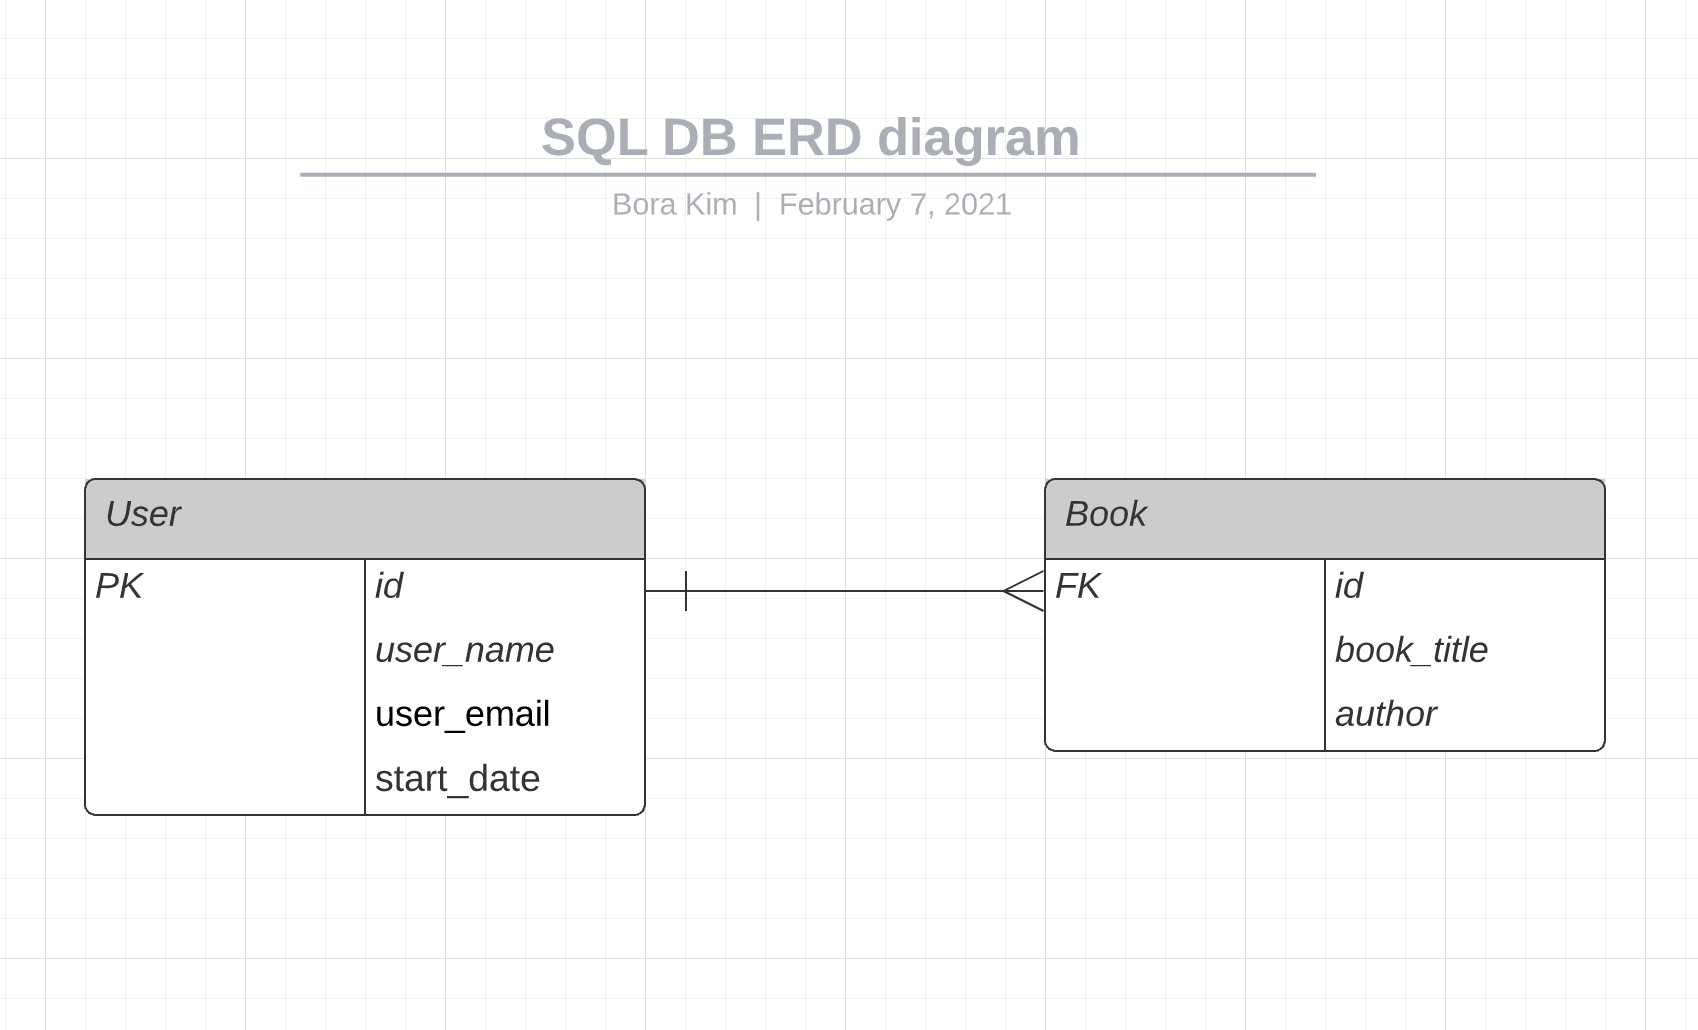 SQL DB ERD diagram
Bora Kim | February 7, 2021
User
PK id
user_name
user_email
start_date
Book
FK id
book_title
author